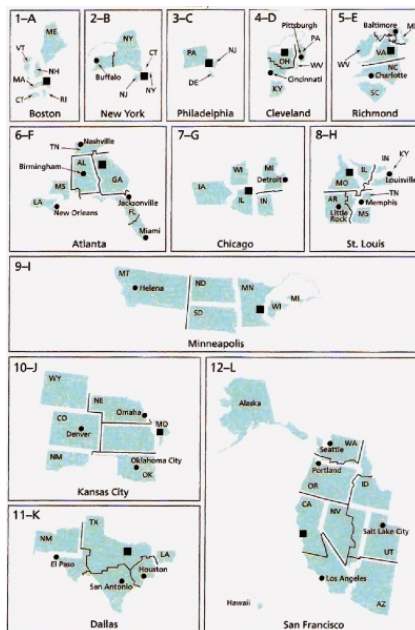 1–A
ME
VT
NH
MA
CT
RI
Boston
2–B
NY
CT
Buffalo
NJ
NY
New York
3–C
PA
NJ
DE
Philadelphia
4–D
Pittsburgh
PA
OH
WV
Cincinnati
KY
Cleveland
5–E
Baltimore
MD
VA
WV
NC
Charlotte
SC
Richmond
6–F
Nashville
TN
AL
Birmingham
MS
GA
LA
New Orleans
Jacksonville
FL
Miami
Atlanta
7–G
WI
MI
Detroit
IA
IL
IN
Chicago
8–H
IN
KY
IL
MO
Louisville
TN
AR
Memphis
Little
Rock
MS
St. Louis
9–I
MT
ND
MN
Helena
MI
WI
SD
Minneapolis
10–J
WY
NE
Omaha
MO
CO
Denver
NM
Oklahoma City
OK
Kansas City
11–K
TX
NM
LA
El Paso
Houston
San Antonio
Dallas
12–L
Alaska
WA
Seattle
Portland
OR
ID
CA
NV
Salt Lake City
UT
Los Angeles
AZ
Hawaii
San Francisco